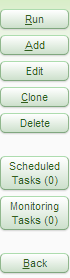 Run
Add
Edit
Clone
Delete
Scheduled
Tasks (0)
Monitoring
Tasks (0)
Back